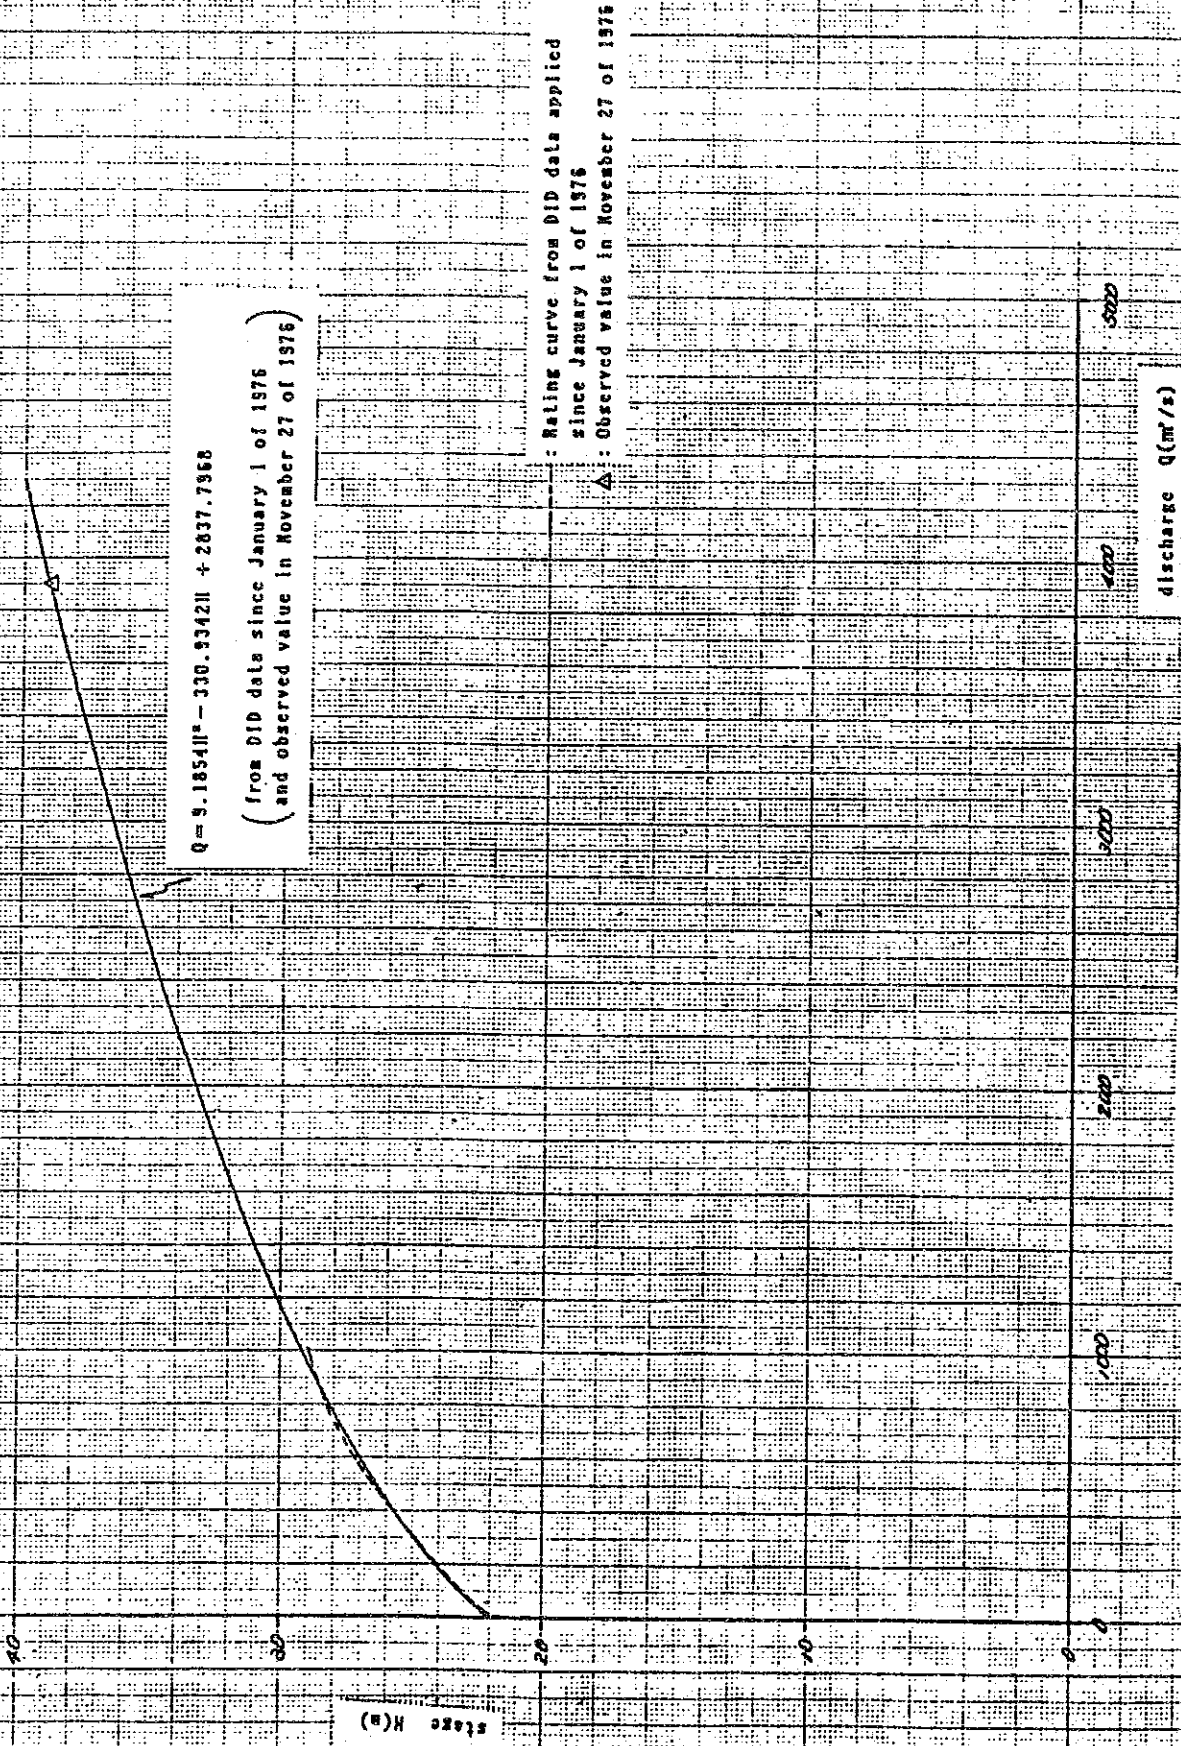 Q = 9.1854H² − 330.9342H + 2837.7968
(from DID data since January 1 of 1976
and observed value in November 27 of 1976)
: Rating curve from DID data applied
since January 1 of 1976
△ : Observed value in November 27 of 1976
stage H(m)
40
30
20
10
0
0
1000
2000
3000
4000
5000
discharge Q(m³/s)